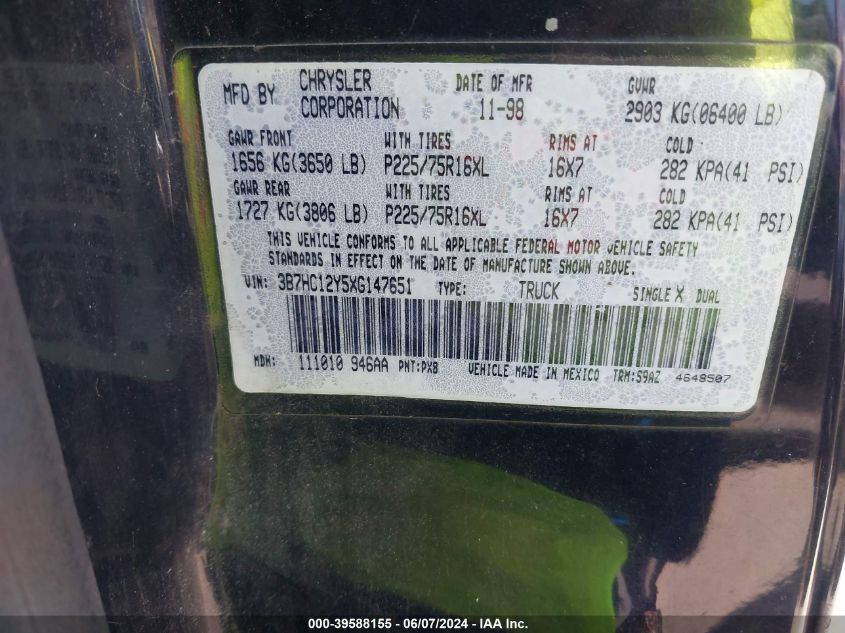 MFD BY CHRYSLER CORPORATION DATE OF MFR 11-98 GVWR 2903 KG(06400 LB)
GAWR FRONT WITH TIRES RIMS AT COLD
1656 KG(3650 LB) P225/75R16XL 16X7 282 KPA(41 PSI)
GAWR REAR WITH TIRES RIMS AT COLD
1727 KG(3806 LB) P225/75R16XL 16X7 282 KPA(41 PSI)
THIS VEHICLE CONFORMS TO ALL APPLICABLE FEDERAL MOTOR VEHICLE SAFETY
STANDARDS IN EFFECT ON THE DATE OF MANUFACTURE SHOWN ABOVE.
VIN: 3B7HC12Y5XG147651 TYPE: TRUCK SINGLE X DUAL
MDH: 111010 946AA PNT:PX8 VEHICLE MADE IN MEXICO TRM:S9AZ 4648507
000-39588155 - 06/07/2024 - IAA Inc.